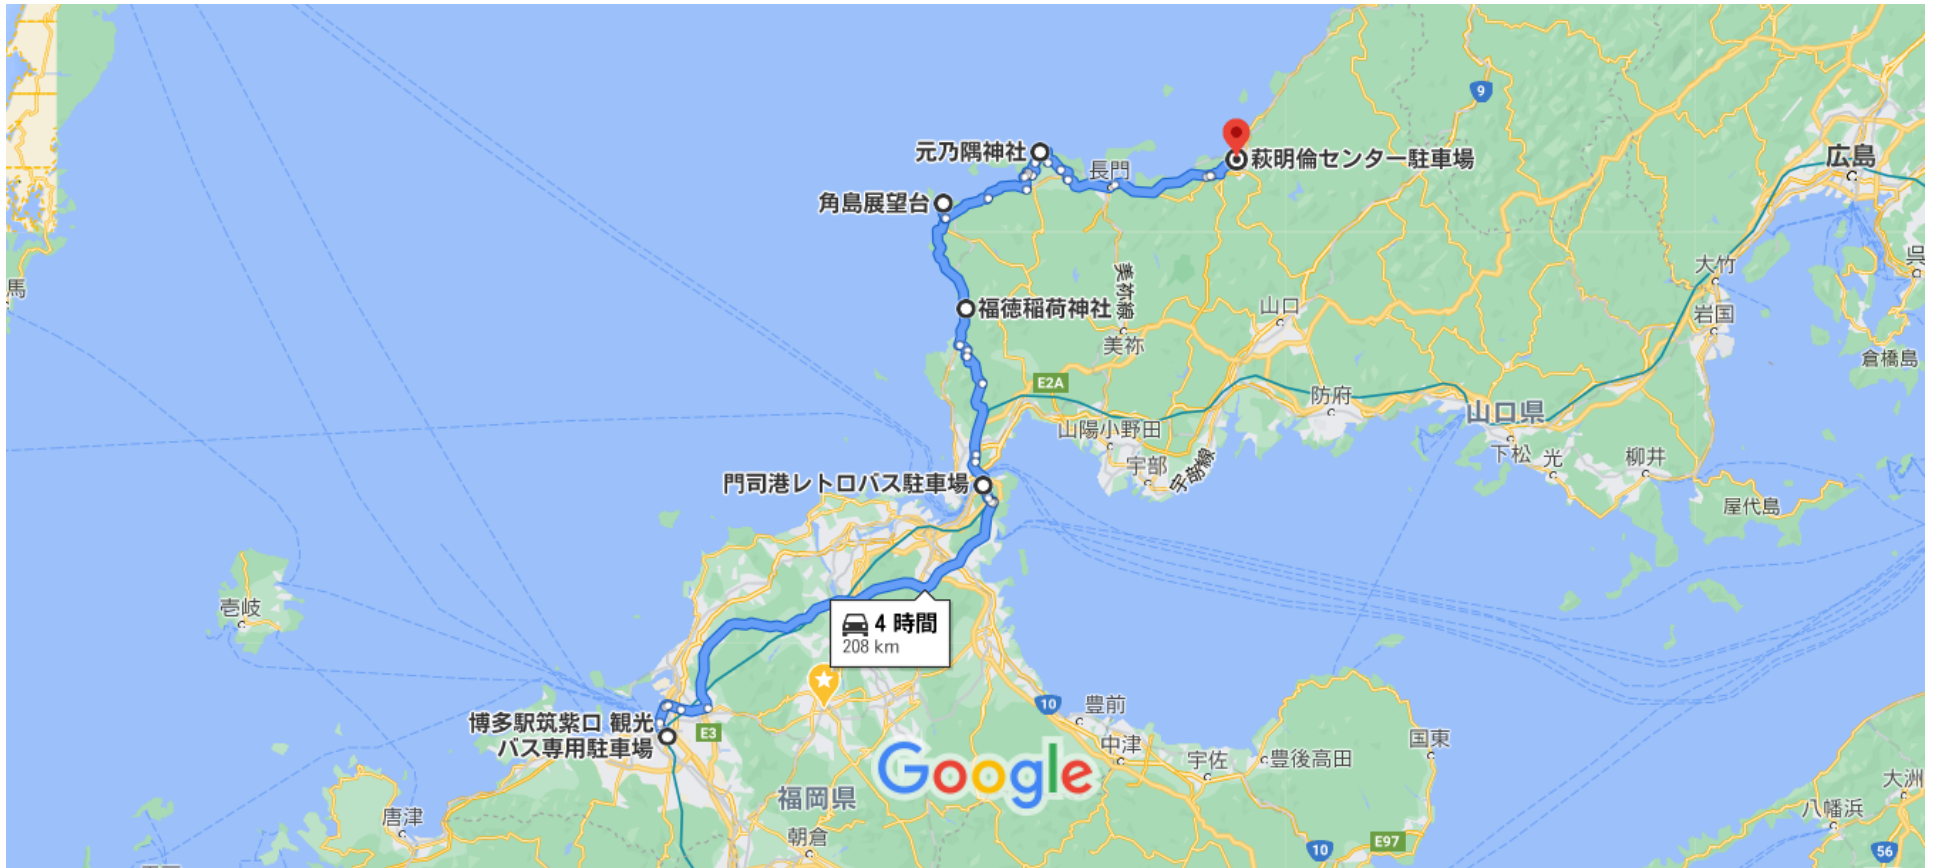 9
元乃隅神社
長門
萩明倫センター駐車場
広島
角島展望台
大竹
呉
馬
福徳稲荷神社
美祢線
山口
岩国
美祢
倉橋島
E2A
防府
山口県
山陽小野田
下松
光
柳井
宇部
宇部線
門司港レトロバス駐車場
屋代島
壱岐
4 時間
208 km
10
豊前
博多駅筑紫口 観光
バス専用駐車場
E3
中津
宇佐
豊後高田
国東
Google
福岡県
大洲
唐津
八幡浜
朝倉
10
E97
56